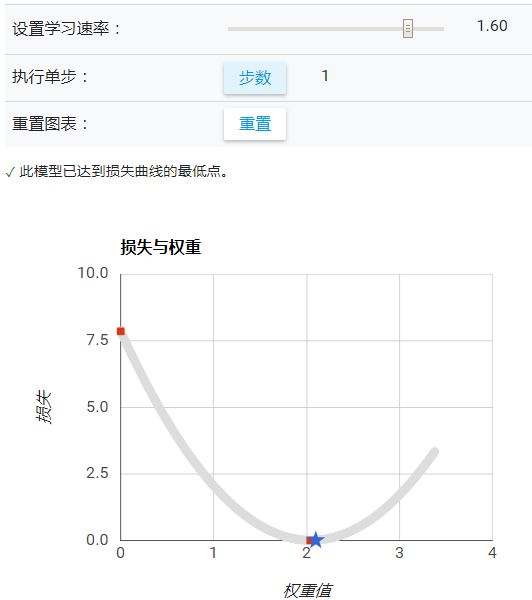 设置学习速率： 1.60
执行单步： 步数 1
重置图表： 重置
✓ 此模型已达到损失曲线的最低点。
损失与权重
10.0
7.5
5.0
2.5
0.0
损失
0 1 2 3 4
权重值